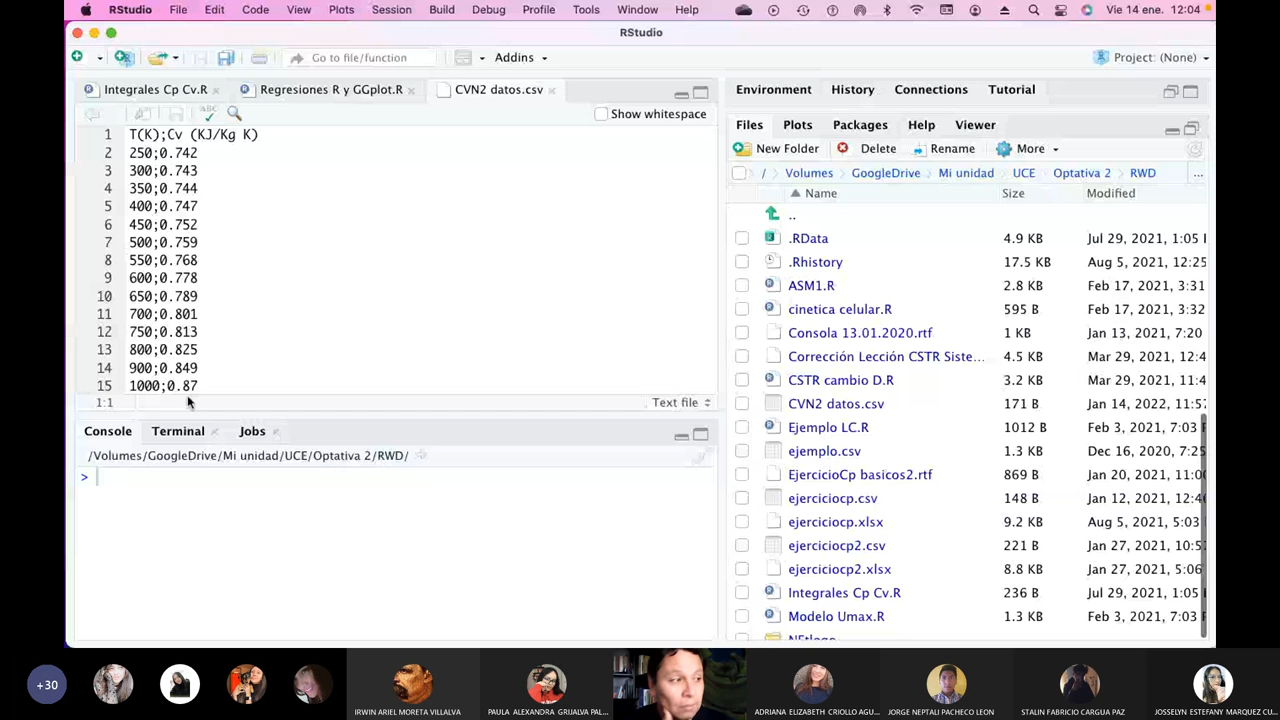 RStudio File Edit Code View Plots Session Build Debug Profile Tools Window Help Vie 14 ene. 12:04
RStudio
Go to file/function Addins Project: (None)
Integrales Cp Cv.R Regresiones R y GGplot.R CVN2 datos.csv
Environment History Connections Tutorial
ABC Show whitespace
Files Plots Packages Help Viewer
New Folder Delete Rename More
/ Volumes GoogleDrive Mi unidad UCE Optativa 2 RWD ...
Name Size Modified
1 T(K);Cv (KJ/Kg K)
2 250;0.742
3 300;0.743
4 350;0.744
5 400;0.747
6 450;0.752
7 500;0.759
8 550;0.768
9 600;0.778
10 650;0.789
11 700;0.801
12 750;0.813
13 800;0.825
14 900;0.849
15 1000;0.87
1:1 Text file
Console Terminal Jobs
/Volumes/GoogleDrive/Mi unidad/UCE/Optativa 2/RWD/
>
..
.RData 4.9 KB Jul 29, 2021, 1:05
.Rhistory 17.5 KB Aug 5, 2021, 12:25
ASM1.R 2.8 KB Feb 17, 2021, 3:31
cinetica celular.R 595 B Feb 17, 2021, 3:32
Consola 13.01.2020.rtf 1 KB Jan 13, 2021, 7:20
Corrección Lección CSTR Siste... 4.5 KB Mar 29, 2021, 12:4
CSTR cambio D.R 3.2 KB Mar 29, 2021, 11:4
CVN2 datos.csv 171 B Jan 14, 2022, 11:57
Ejemplo LC.R 1012 B Feb 3, 2021, 7:03
ejemplo.csv 1.3 KB Dec 16, 2020, 7:25
EjercicioCp basicos2.rtf 869 B Jan 20, 2021, 11:00
ejerciciocp.csv 148 B Jan 12, 2021, 12:4
ejerciciocp.xlsx 9.2 KB Aug 5, 2021, 5:03
ejerciciocp2.csv 221 B Jan 27, 2021, 10:5
ejerciciocp2.xlsx 8.8 KB Jan 27, 2021, 5:06
Integrales Cp Cv.R 236 B Jul 29, 2021, 1:05
Modelo Umax.R 1.3 KB Feb 3, 2021, 7:03
+30
IRWIN ARIEL MORETA VILLALVA PAULA ALEXANDRA GRIJALVA PAL... ADRIANA ELIZABETH CRIOLLO AGU... JORGE NEPTALI PACHECO LEON STALIN FABRICIO CARGUA PAZ JOSSELYN ESTEFANY MARQUEZ CU...